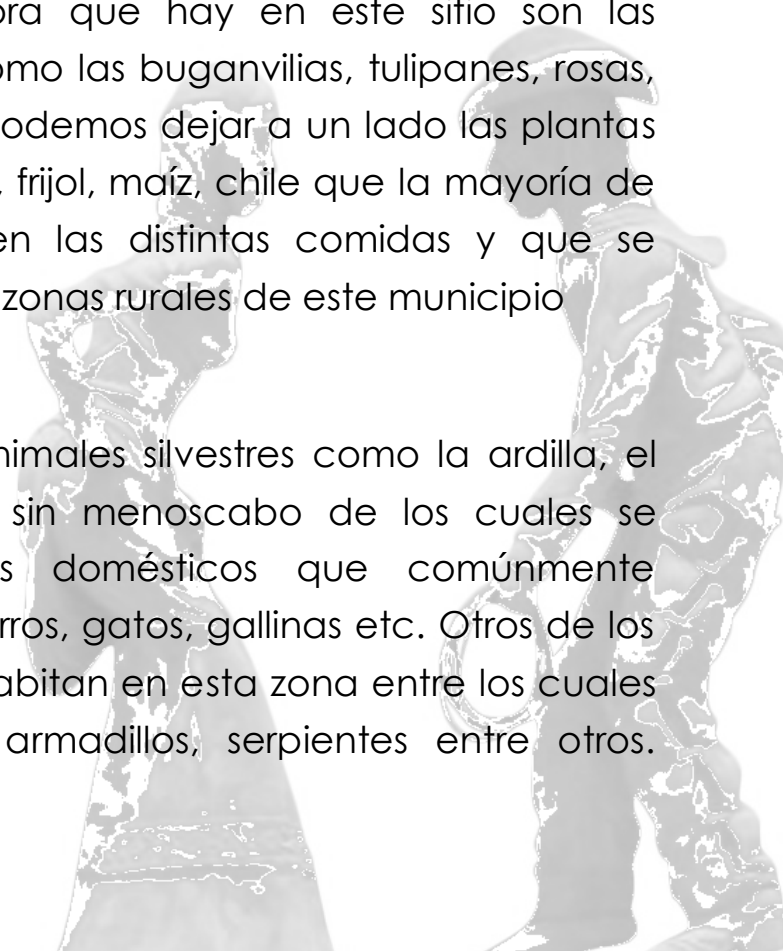 que hay en este sitio son las
como las buganvilias, tulipanes, rosas,
podemos dejar a un lado las plantas
, frijol, maíz, chile que la mayoría de
en las distintas comidas y que se
zonas rurales de este municipio
nimales silvestres como la ardilla, el
sin menoscabo de los cuales se
s domésticos que comúnmente
rros, gatos, gallinas etc. Otros de los
abitan en esta zona entre los cuales
armadillos, serpientes entre otros.